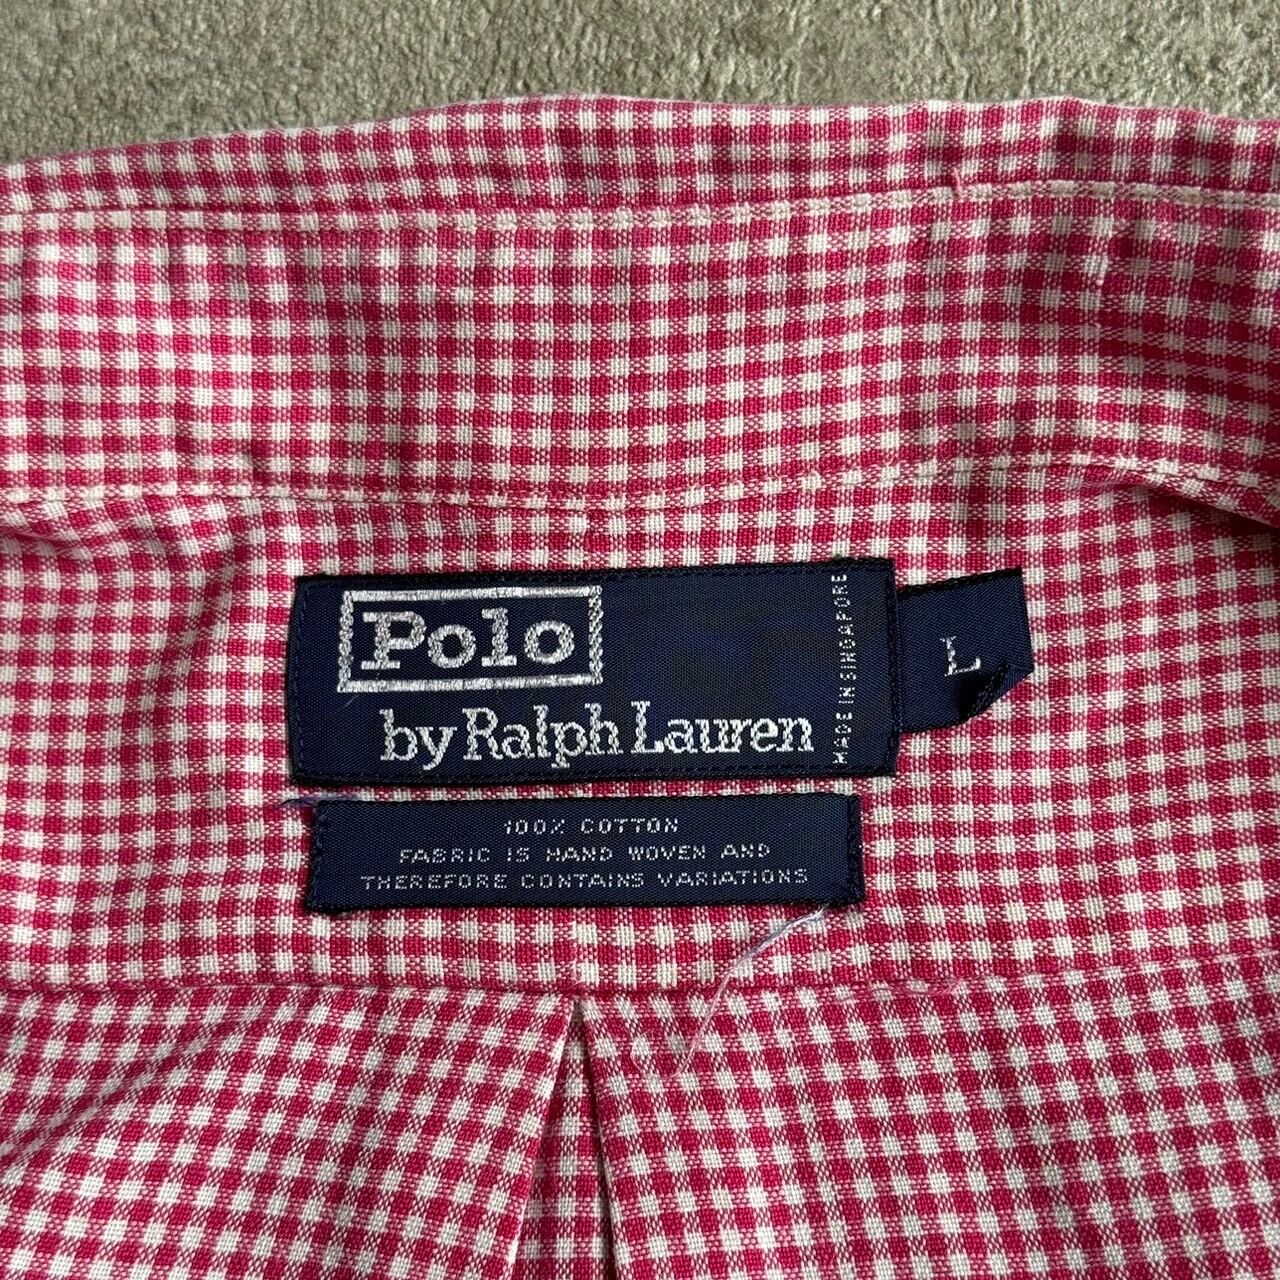 Polo
by Ralph Lauren
MADE IN SINGAPORE
L
100% COTTON
FABRIC IS HAND WOVEN AND
THEREFORE CONTAINS VARIATIONS